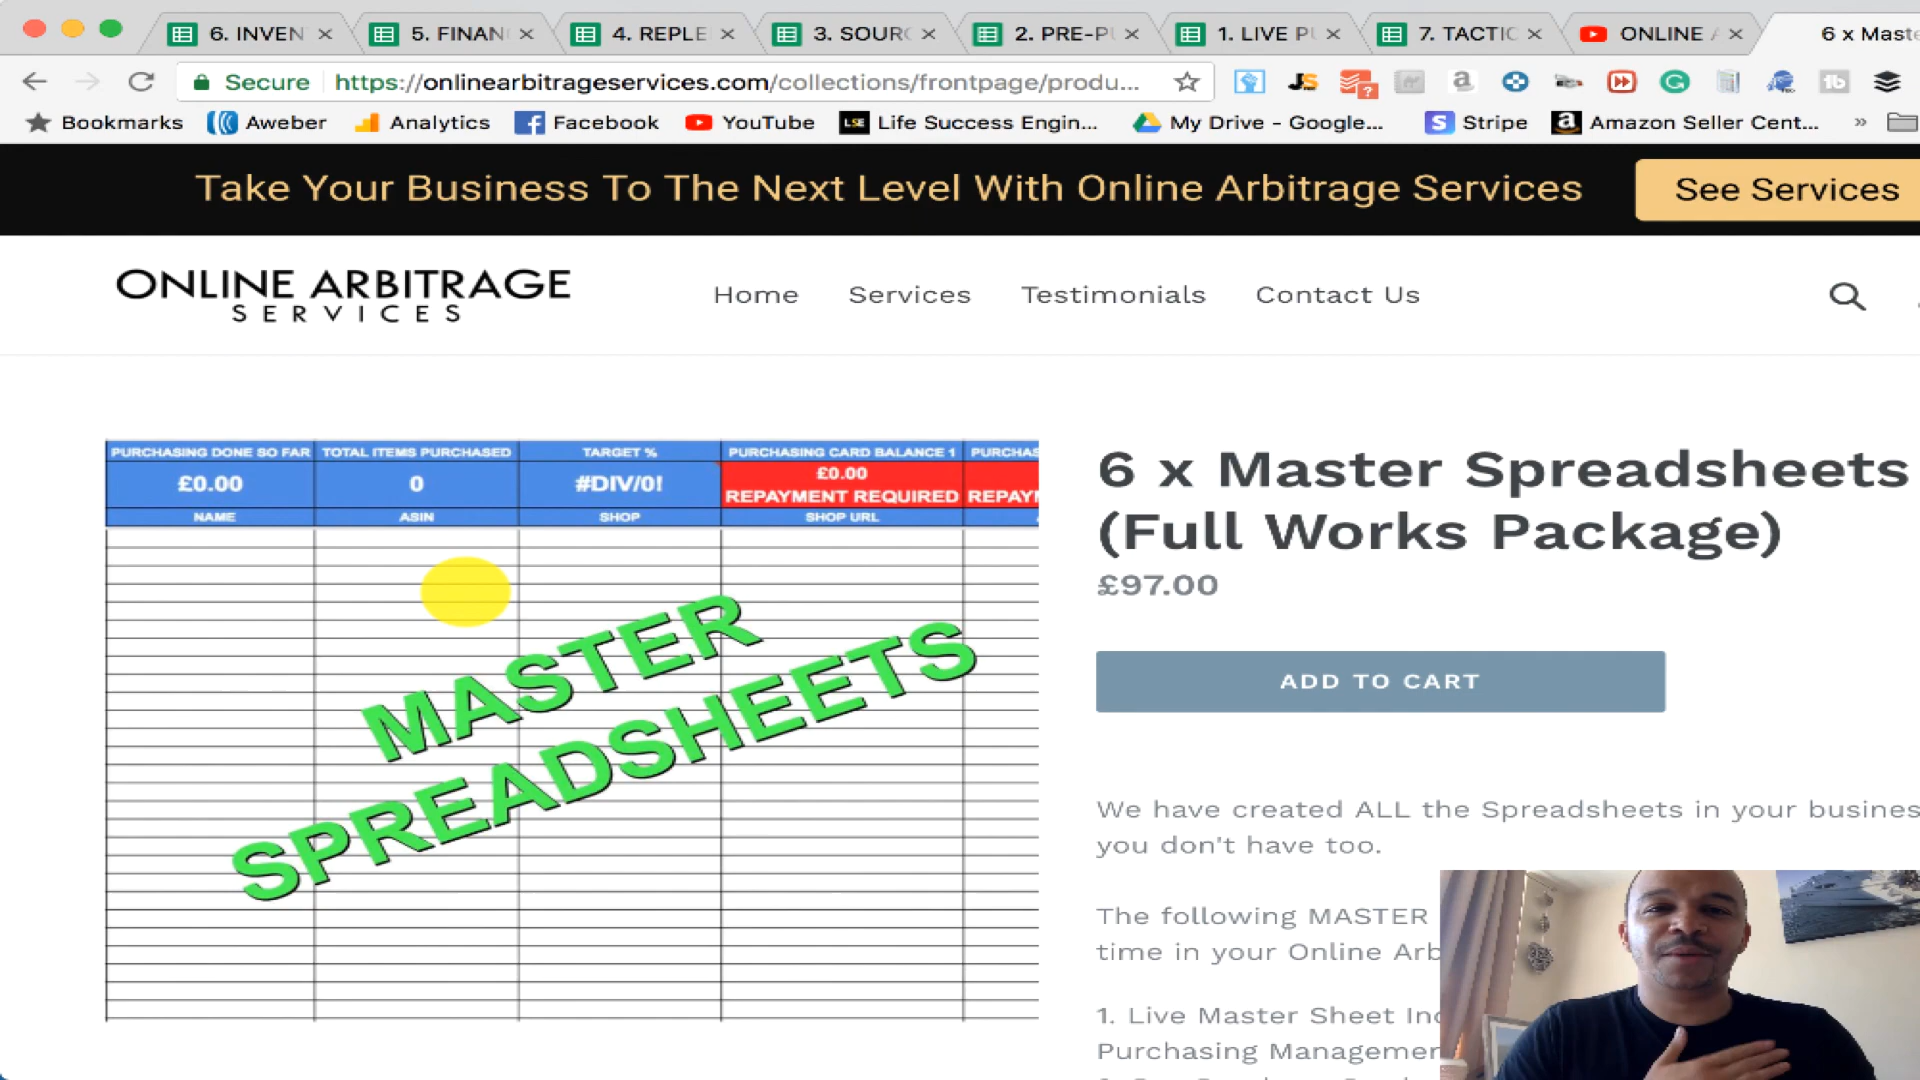 6. INVEN
5. FINAN
4. REPLE
3. SOUR
2. PRE-P
1. LIVE P
7. TACTIC
ONLINE
6 x Mast
Secure
https://onlinearbitrageservices.com/collections/frontpage/produ...
Bookmarks
Aweber
Analytics
Facebook
YouTube
LSE
Life Success Engin...
My Drive - Google...
S
Stripe
a
Amazon Seller Cent...
»
Take Your Business To The Next Level With Online Arbitrage Services
See Services
ONLINE ARBITRAGE
SERVICES
Home
Services
Testimonials
Contact Us
PURCHASING DONE SO FAR
TOTAL ITEMS PURCHASED
TARGET %
PURCHASING CARD BALANCE 1
PURCHAS
£0.00
0
#DIV/0!
£0.00
REPAYMENT REQUIRED
REPAYM
NAME
ASIN
SHOP
SHOP URL
MASTER
SPREADSHEETS
6 x Master Spreadsheets
(Full Works Package)
£97.00
ADD TO CART
We have created ALL the Spreadsheets in your business
you don't have too.
The following MASTER
time in your Online Arb
1. Live Master Sheet Inc
Purchasing Managemen